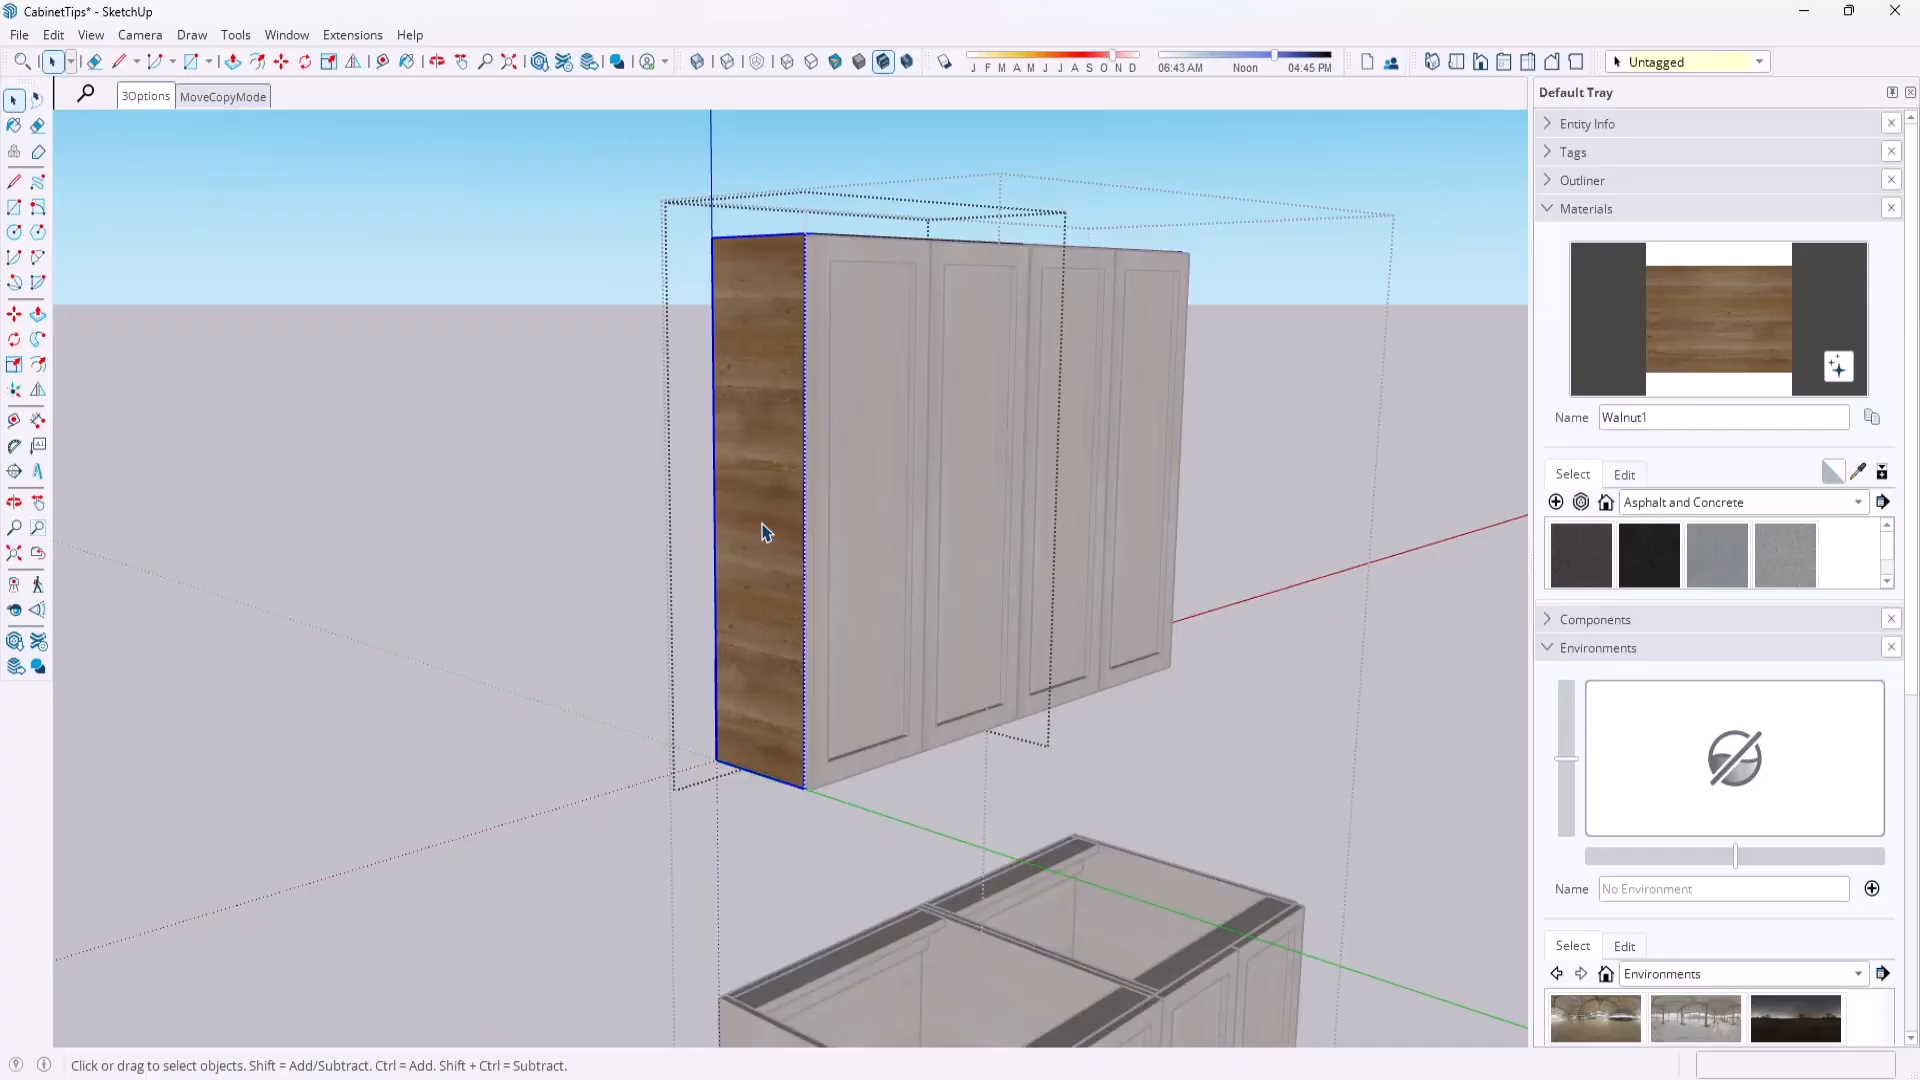 CabinetTips* - SketchUp
File Edit View Camera Draw Tools Window Extensions Help
J F M A M J J A S O N D
06:43 AM Noon 04:45 PM
Untagged
3Options MoveCopyMode
Default Tray
Entity Info
Tags
Outliner
Materials
Name Walnut1
Select Edit
Asphalt and Concrete
Components
Environments
Name No Environment
Select Edit
Environments
Click or drag to select objects. Shift = Add/Subtract. Ctrl = Add. Shift + Ctrl = Subtract.